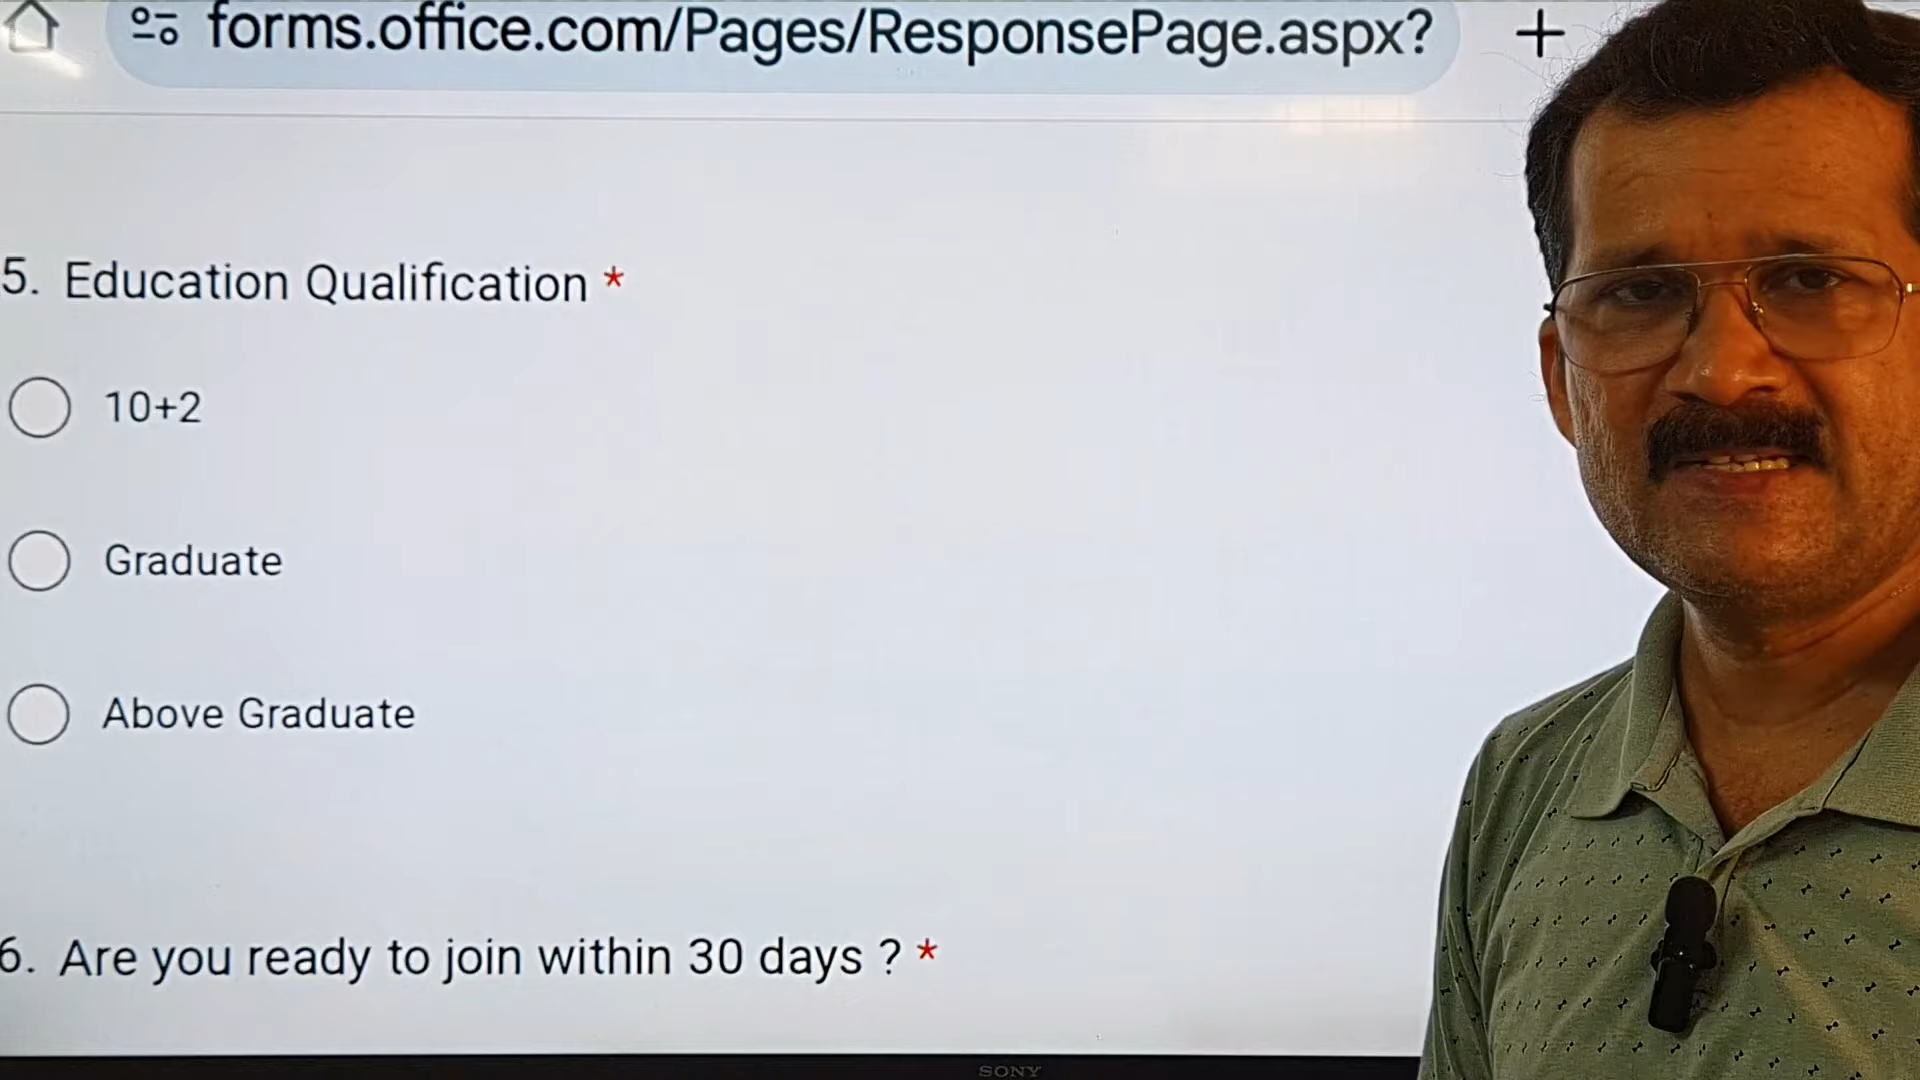 forms.office.com/Pages/ResponsePage.aspx?
5. Education Qualification *
10+2
Graduate
Above Graduate
6. Are you ready to join within 30 days ? *
SONY